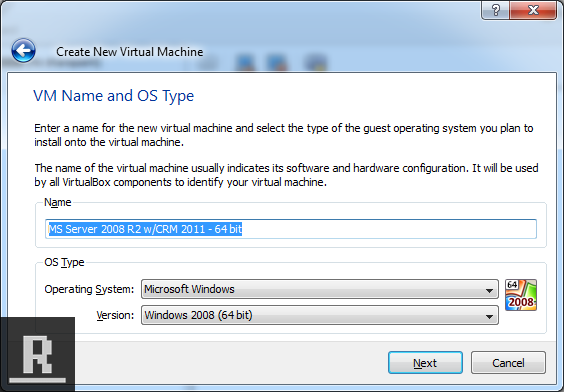 ?
X
Create New Virtual Machine
VM Name and OS Type
Enter a name for the new virtual machine and select the type of the guest operating system you plan to
install onto the virtual machine.
The name of the virtual machine usually indicates its software and hardware configuration. It will be used
by all VirtualBox components to identify your virtual machine.
Name
MS Server 2008 R2 w/CRM 2011 - 64 bit
OS Type
Operating System: Microsoft Windows
64
2008
Version: Windows 2008 (64 bit)
R
Next Cancel